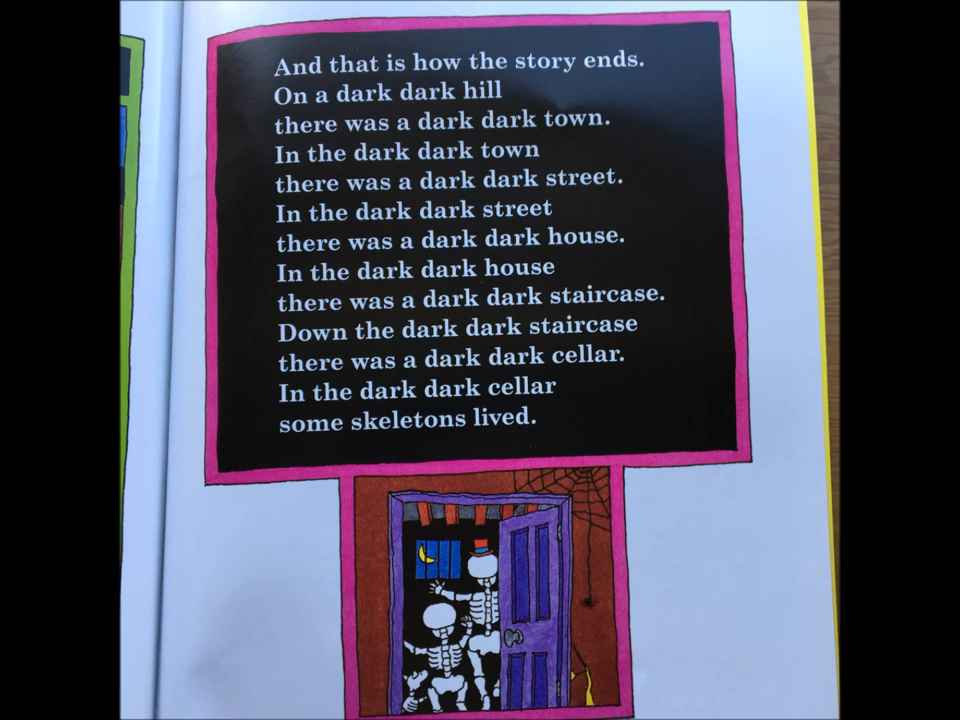 And that is how the story ends.
On a dark dark hill
there was a dark dark town.
In the dark dark town
there was a dark dark street.
In the dark dark street
there was a dark dark house.
In the dark dark house
there was a dark dark staircase.
Down the dark dark staircase
there was a dark dark cellar.
In the dark dark cellar
some skeletons lived.